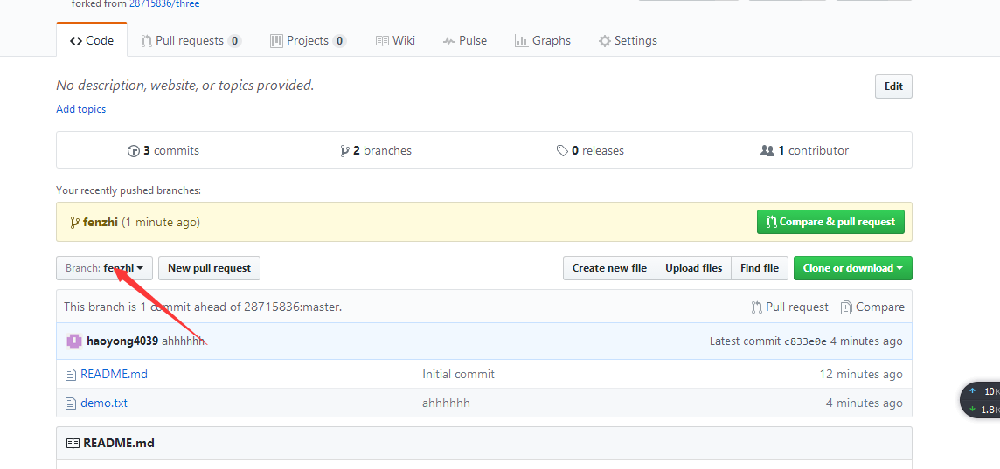 forked from 28715836/three
Code Pull requests 0 Projects 0 Wiki Pulse Graphs Settings
No description, website, or topics provided. Edit
Add topics
3 commits 2 branches 0 releases 1 contributor
Your recently pushed branches:
fenzhi (1 minute ago) Compare & pull request
Branch: fenzhi New pull request Create new file Upload files Find file Clone or download
This branch is 1 commit ahead of 28715836:master. Pull request Compare
haoyong4039 ahhhhhh Latest commit c833e0e 4 minutes ago
README.md Initial commit 12 minutes ago
demo.txt ahhhhhh 4 minutes ago
10K
1.8K
README.md